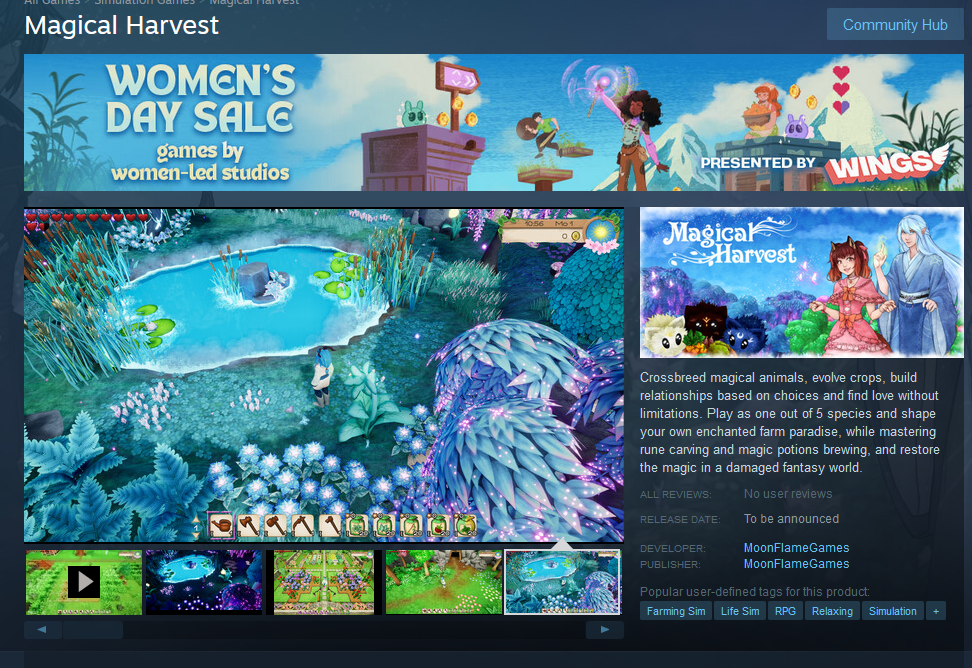 All Games > Simulation Games > Magical Harvest
Magical Harvest
Community Hub
WOMEN'S
DAY SALE
games by
women-led studios
PRESENTED BY WINGS
10:56 Mo 1
0
Magical
Harvest
Crossbreed magical animals, evolve crops, build
relationships based on choices and find love without
limitations. Play as one out of 5 species and shape
your own enchanted farm paradise, while mastering
rune carving and magic potions brewing, and restore
the magic in a damaged fantasy world.
ALL REVIEWS: No user reviews
RELEASE DATE: To be announced
DEVELOPER: MoonFlameGames
PUBLISHER: MoonFlameGames
Popular user-defined tags for this product:
Farming Sim Life Sim RPG Relaxing Simulation +